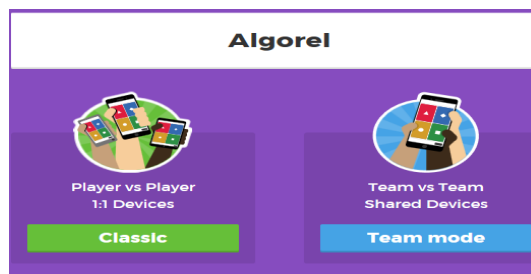 Algorel
Player vs Player
1:1 Devices
Classic
Team vs Team
Shared Devices
Team mode